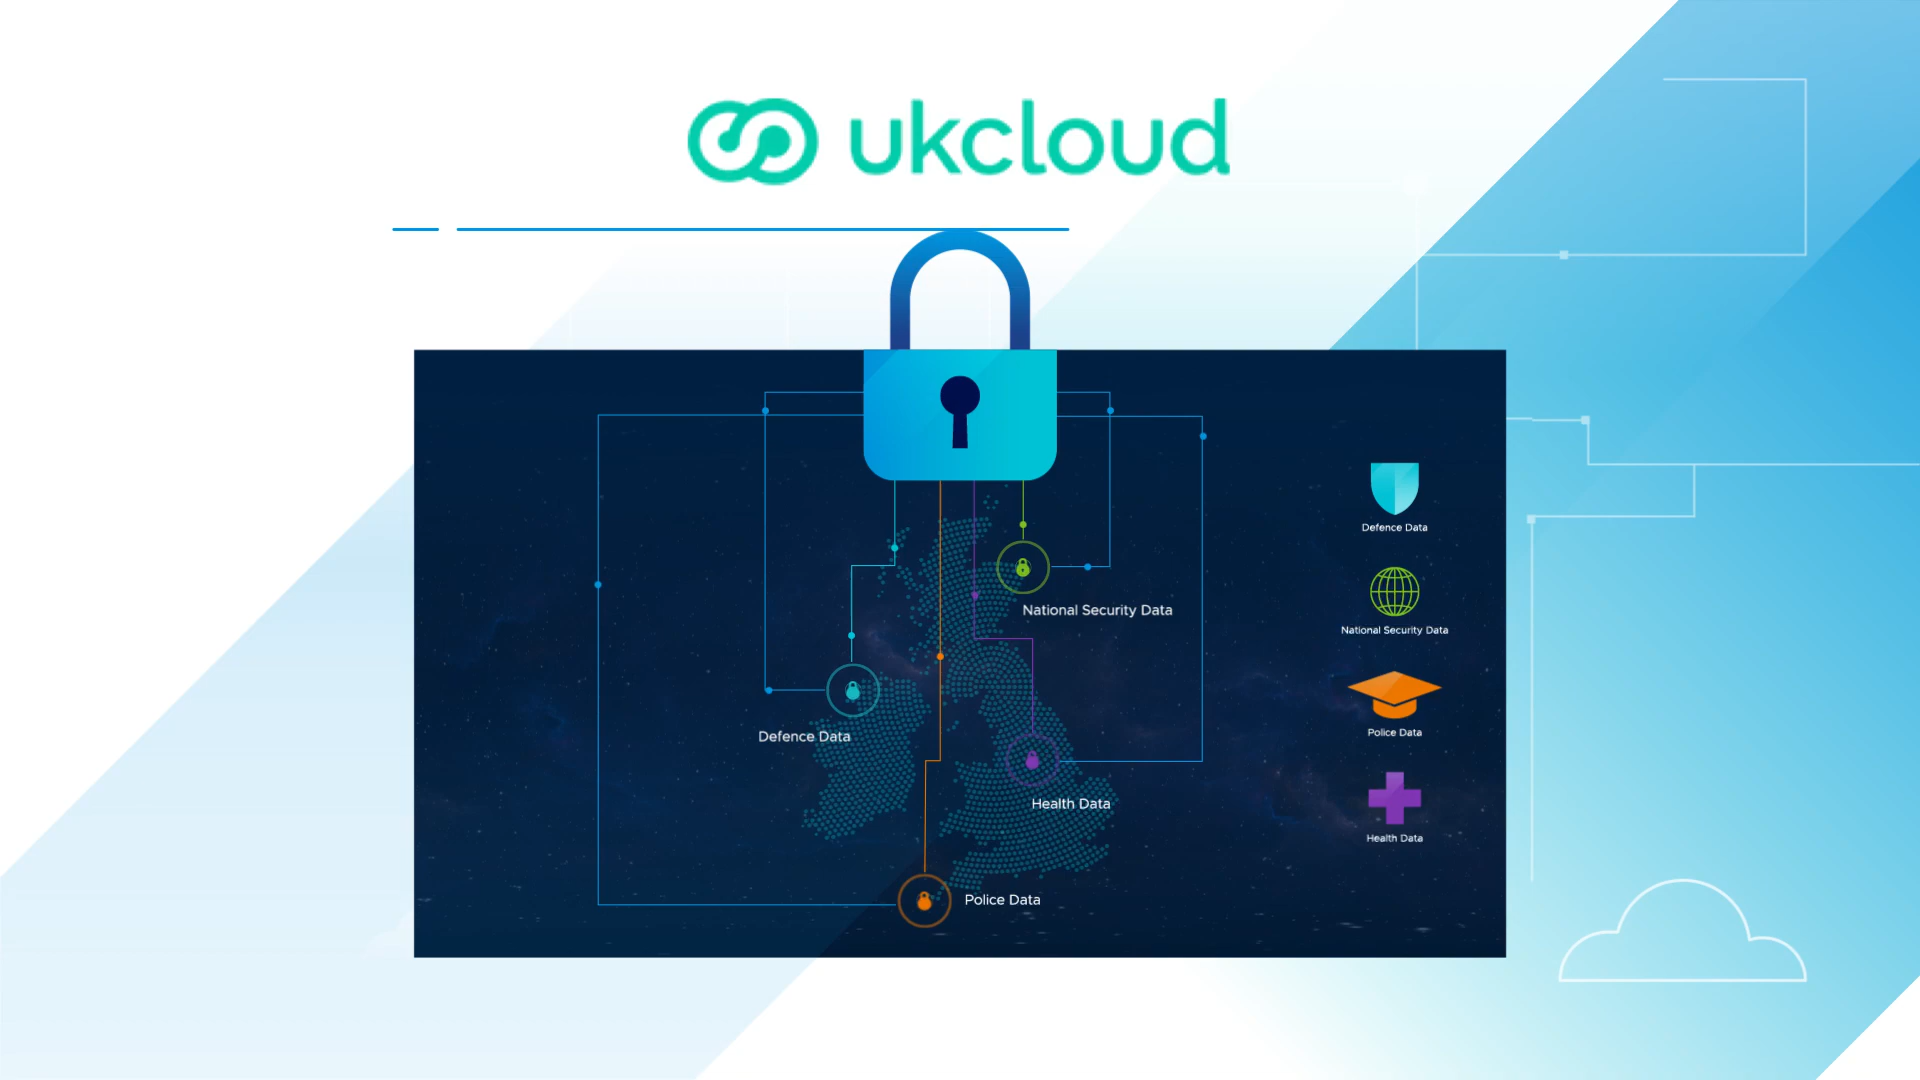 ukcloud
Defence Data
National Security Data
National Security Data
Police Data
Defence Data
Health Data
Health Data
Police Data